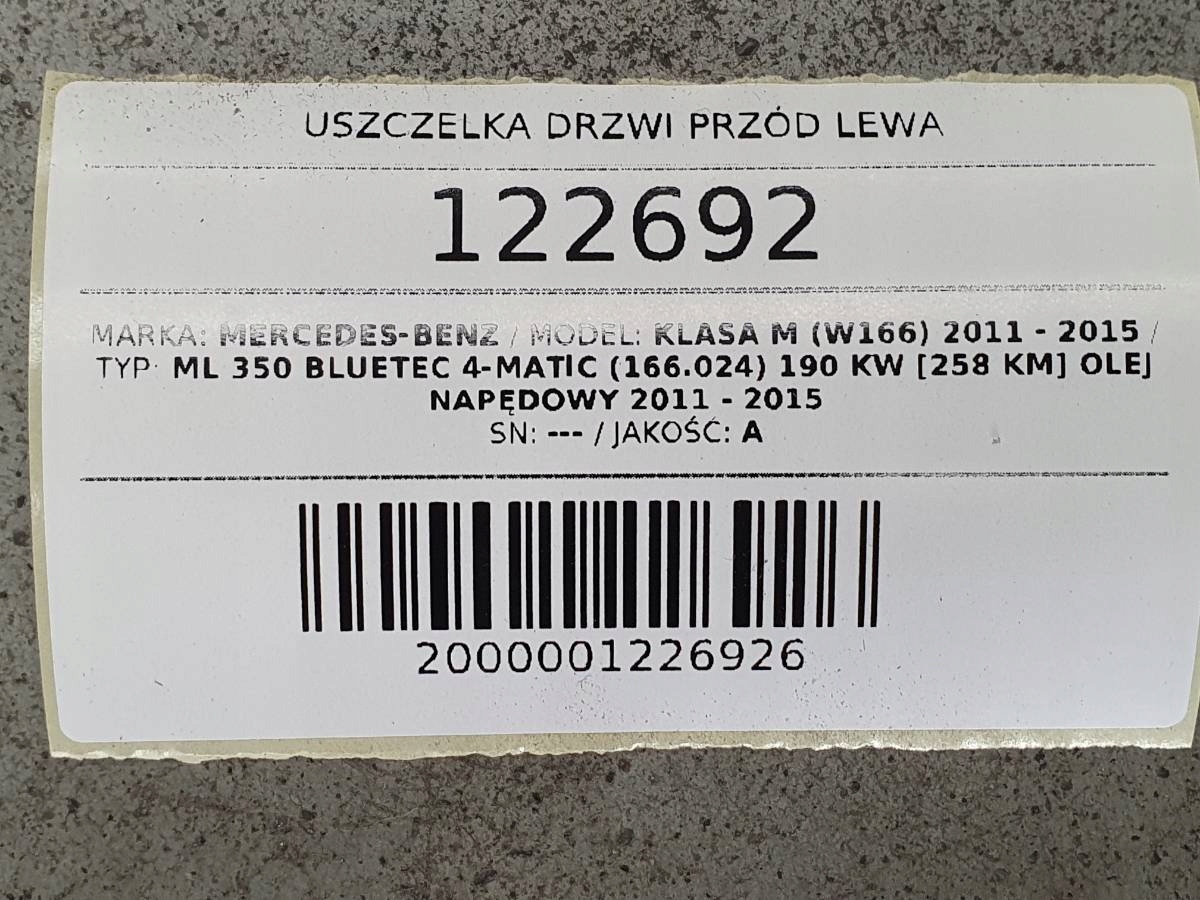 USZCZELKA DRZWI PRZÓD LEWA
122692
MARKA: MERCEDES-BENZ / MODEL: KLASA M (W166) 2011 - 2015 /
TYP: ML 350 BLUETEC 4-MATIC (166.024) 190 KW [258 KM] OLEJ
NAPĘDOWY 2011 - 2015
SN: --- / JAKOŚĆ: A
2000001226926